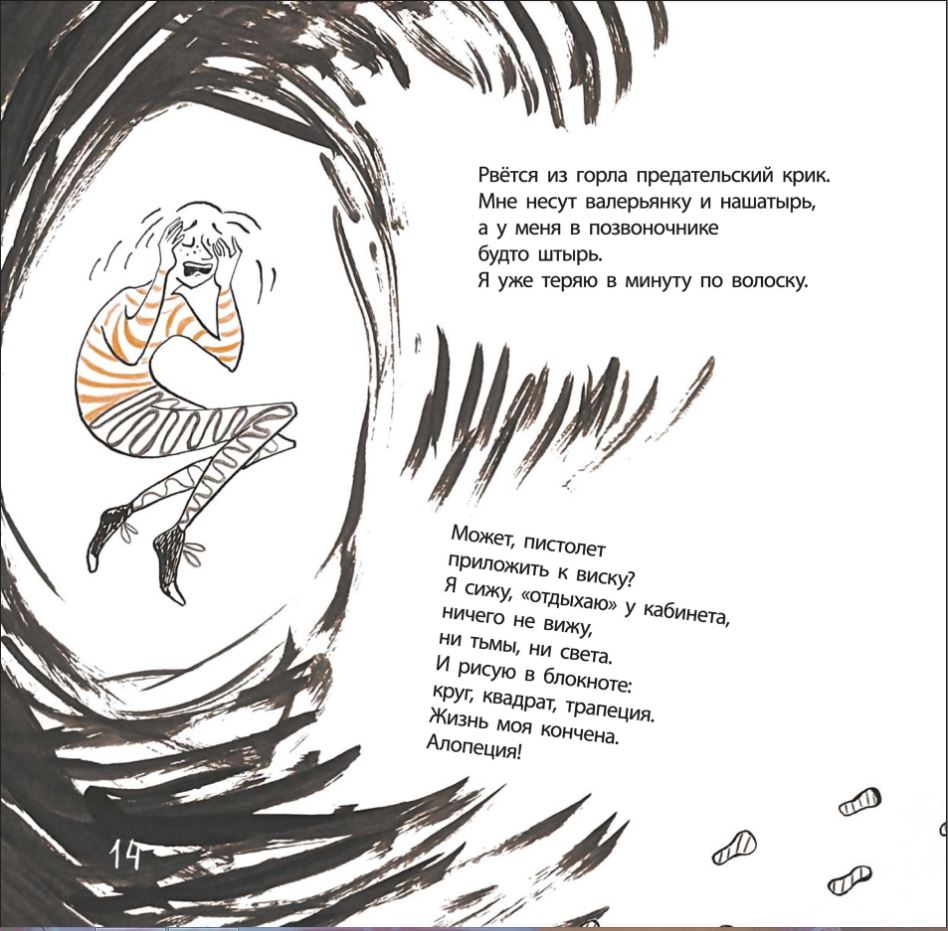 Рвётся из горла предательский крик.
Мне несут валерьянку и нашатырь,
а у меня в позвоночнике
будто штырь.
Я уже теряю в минуту по волоску.
Может, пистолет
приложить к виску?
Я сижу, «отдыхаю» у кабинета,
ничего не вижу,
ни тьмы, ни света.
И рисую в блокноте:
круг, квадрат, трапеция.
Жизнь моя кончена.
Алопеция!
14